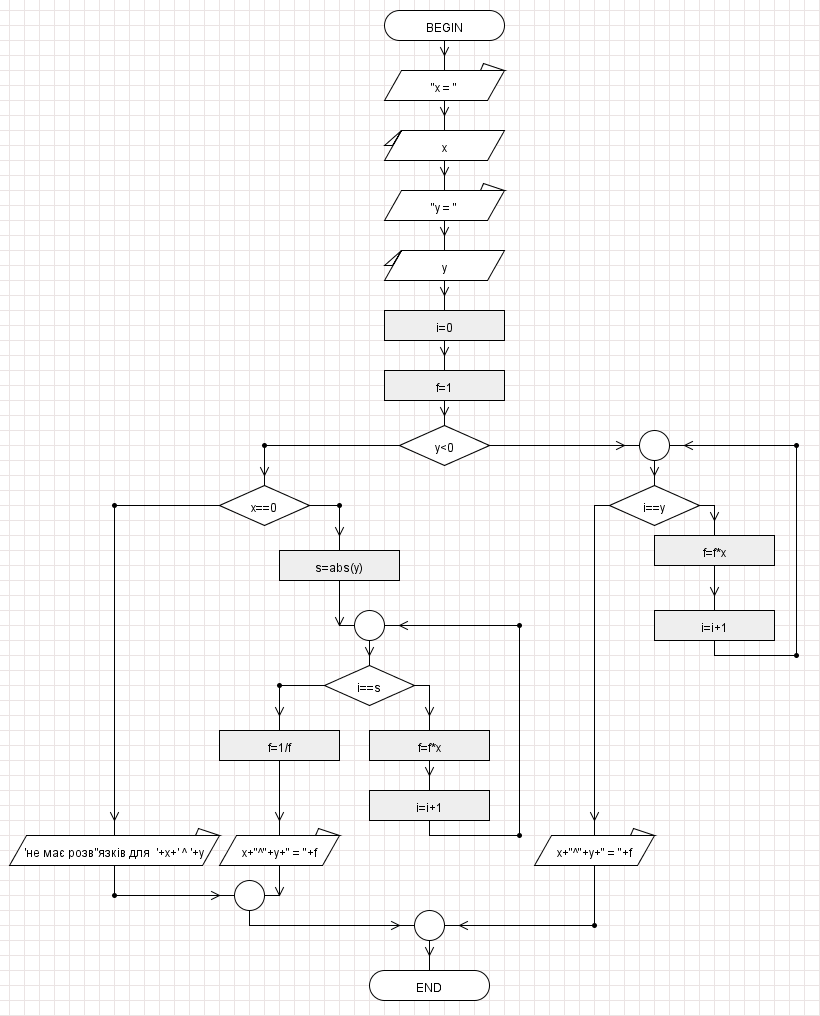 BEGIN
"x = "
x
"y = "
y
i=0
f=1
y<0
x==0
i==y
f=f*x
s=abs(y)
i=i+1
i==s
f=1/f
f=f*x
i=i+1
'не має розв"язків для '+x+' ^ '+y
x+"^"+y+" = "+f
x+"^"+y+" = "+f
END